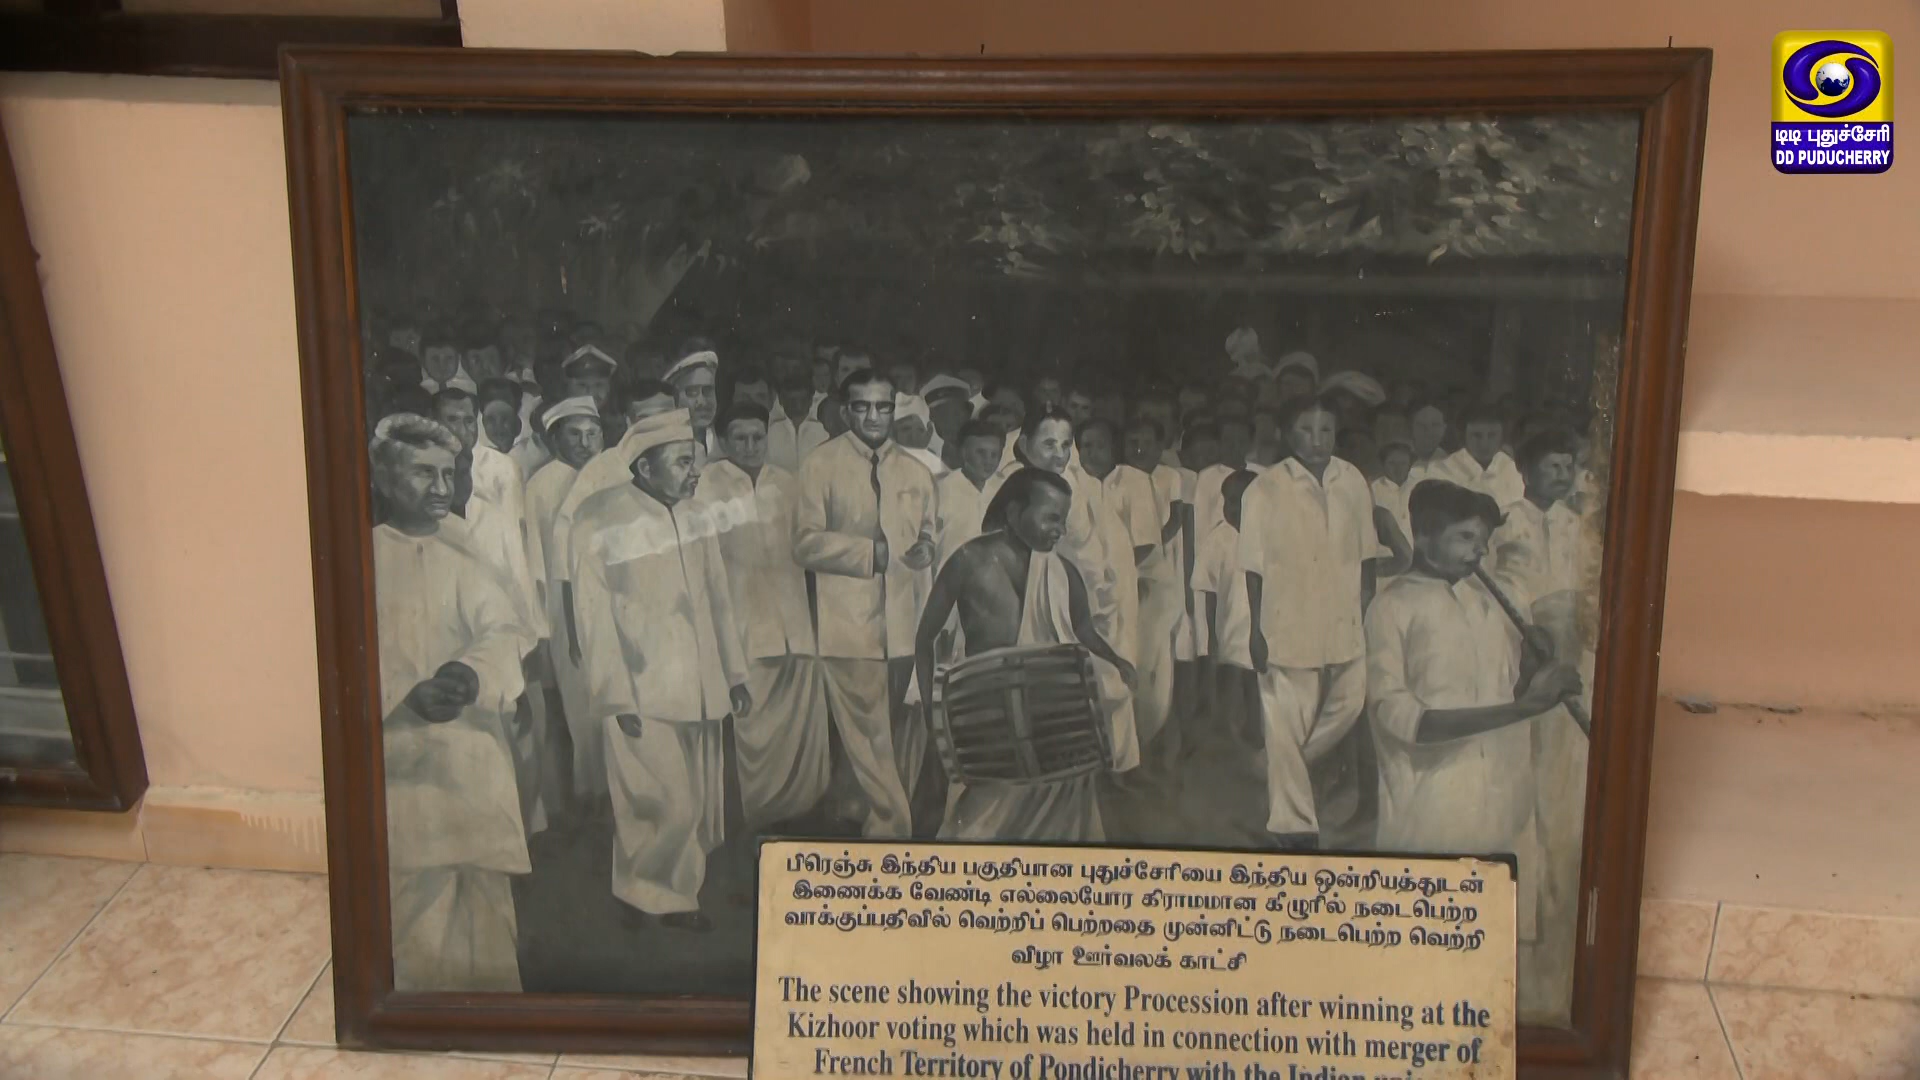 டிடி புதுச்சேரி
DD PUDUCHERRY
பிரெஞ்சு இந்திய பகுதியான புதுச்சேரியை இந்திய ஒன்றியத்துடன்
இணைக்க வேண்டி எல்லையோர கிராமமான கீழூரில் நடைபெற்ற
வாக்குப்பதிவில் வெற்றிப் பெற்றதை முன்னிட்டு நடைபெற்ற வெற்றி
விழா ஊர்வலக் காட்சி
The scene showing the victory Procession after winning at the
Kizhoor voting which was held in connection with merger of
French Territory of Pondicherry with the Indian